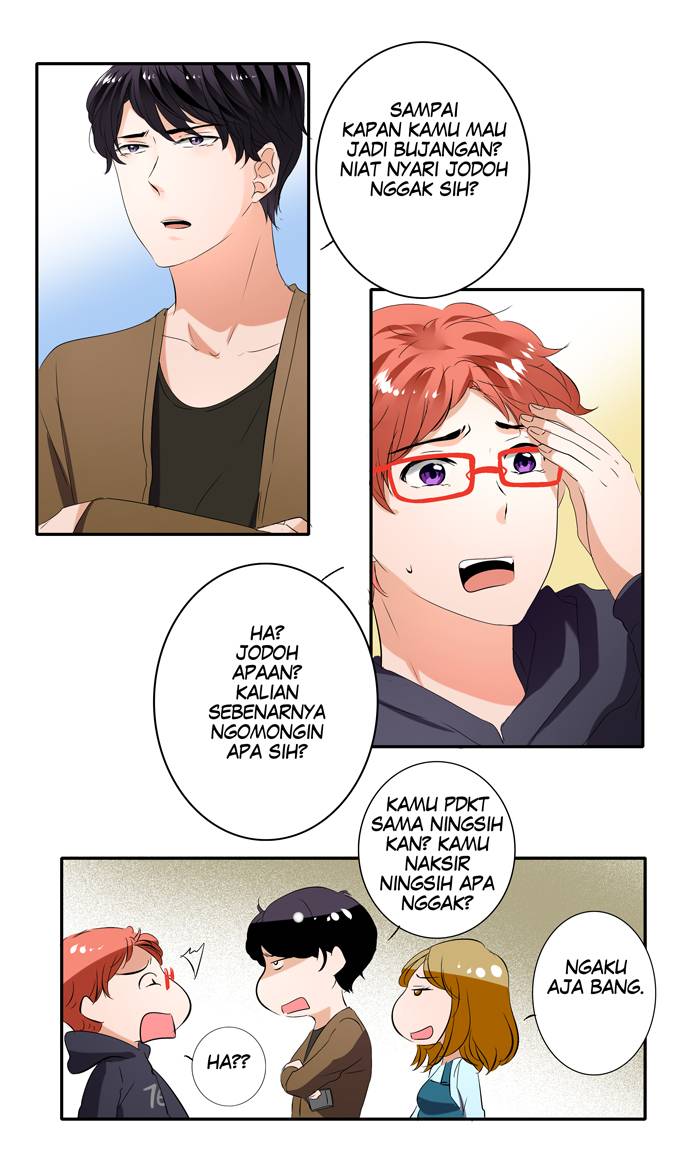 SAMPAI
KAPAN KAMU MAU
JADI BUJANGAN?
NIAT NYARI JODOH
NGGAK SIH?
HA?
JODOH
APAAN?
KALIAN
SEBENARNYA
NGOMONGIN
APA SIH?
KAMU PDKT
SAMA NINGSIH
KAN? KAMU
NAKSIR
NINGSIH APA
NGGAK?
NGAKU
AJA BANG.
HA??
16